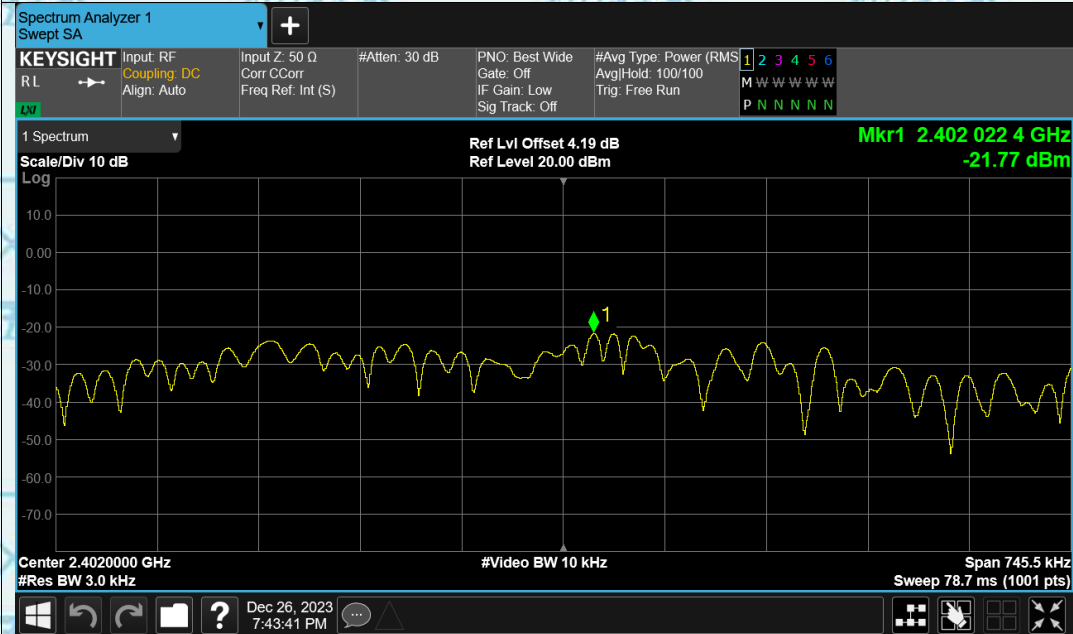 Spectrum Analyzer 1
Swept SA
+
KEYSIGHT
R L
LXI
Input: RF
Coupling: DC
Align: Auto
Input Z: 50 Ω
Corr CCorr
Freq Ref: Int (S)
#Atten: 30 dB
PNO: Best Wide
Gate: Off
IF Gain: Low
Sig Track: Off
#Avg Type: Power (RMS
Avg|Hold: 100/100
Trig: Free Run
1 2 3 4 5 6
M W W W W W
P N N N N N
1 Spectrum
Scale/Div 10 dB
Ref Lvl Offset 4.19 dB
Ref Level 20.00 dBm
Mkr1 2.402 022 4 GHz
-21.77 dBm
Log
10.0
0.00
-10.0
-20.0
-30.0
-40.0
-50.0
-60.0
-70.0
1
Center 2.4020000 GHz
#Res BW 3.0 kHz
#Video BW 10 kHz
Span 745.5 kHz
Sweep 78.7 ms (1001 pts)
?
Dec 26, 2023
7:43:41 PM